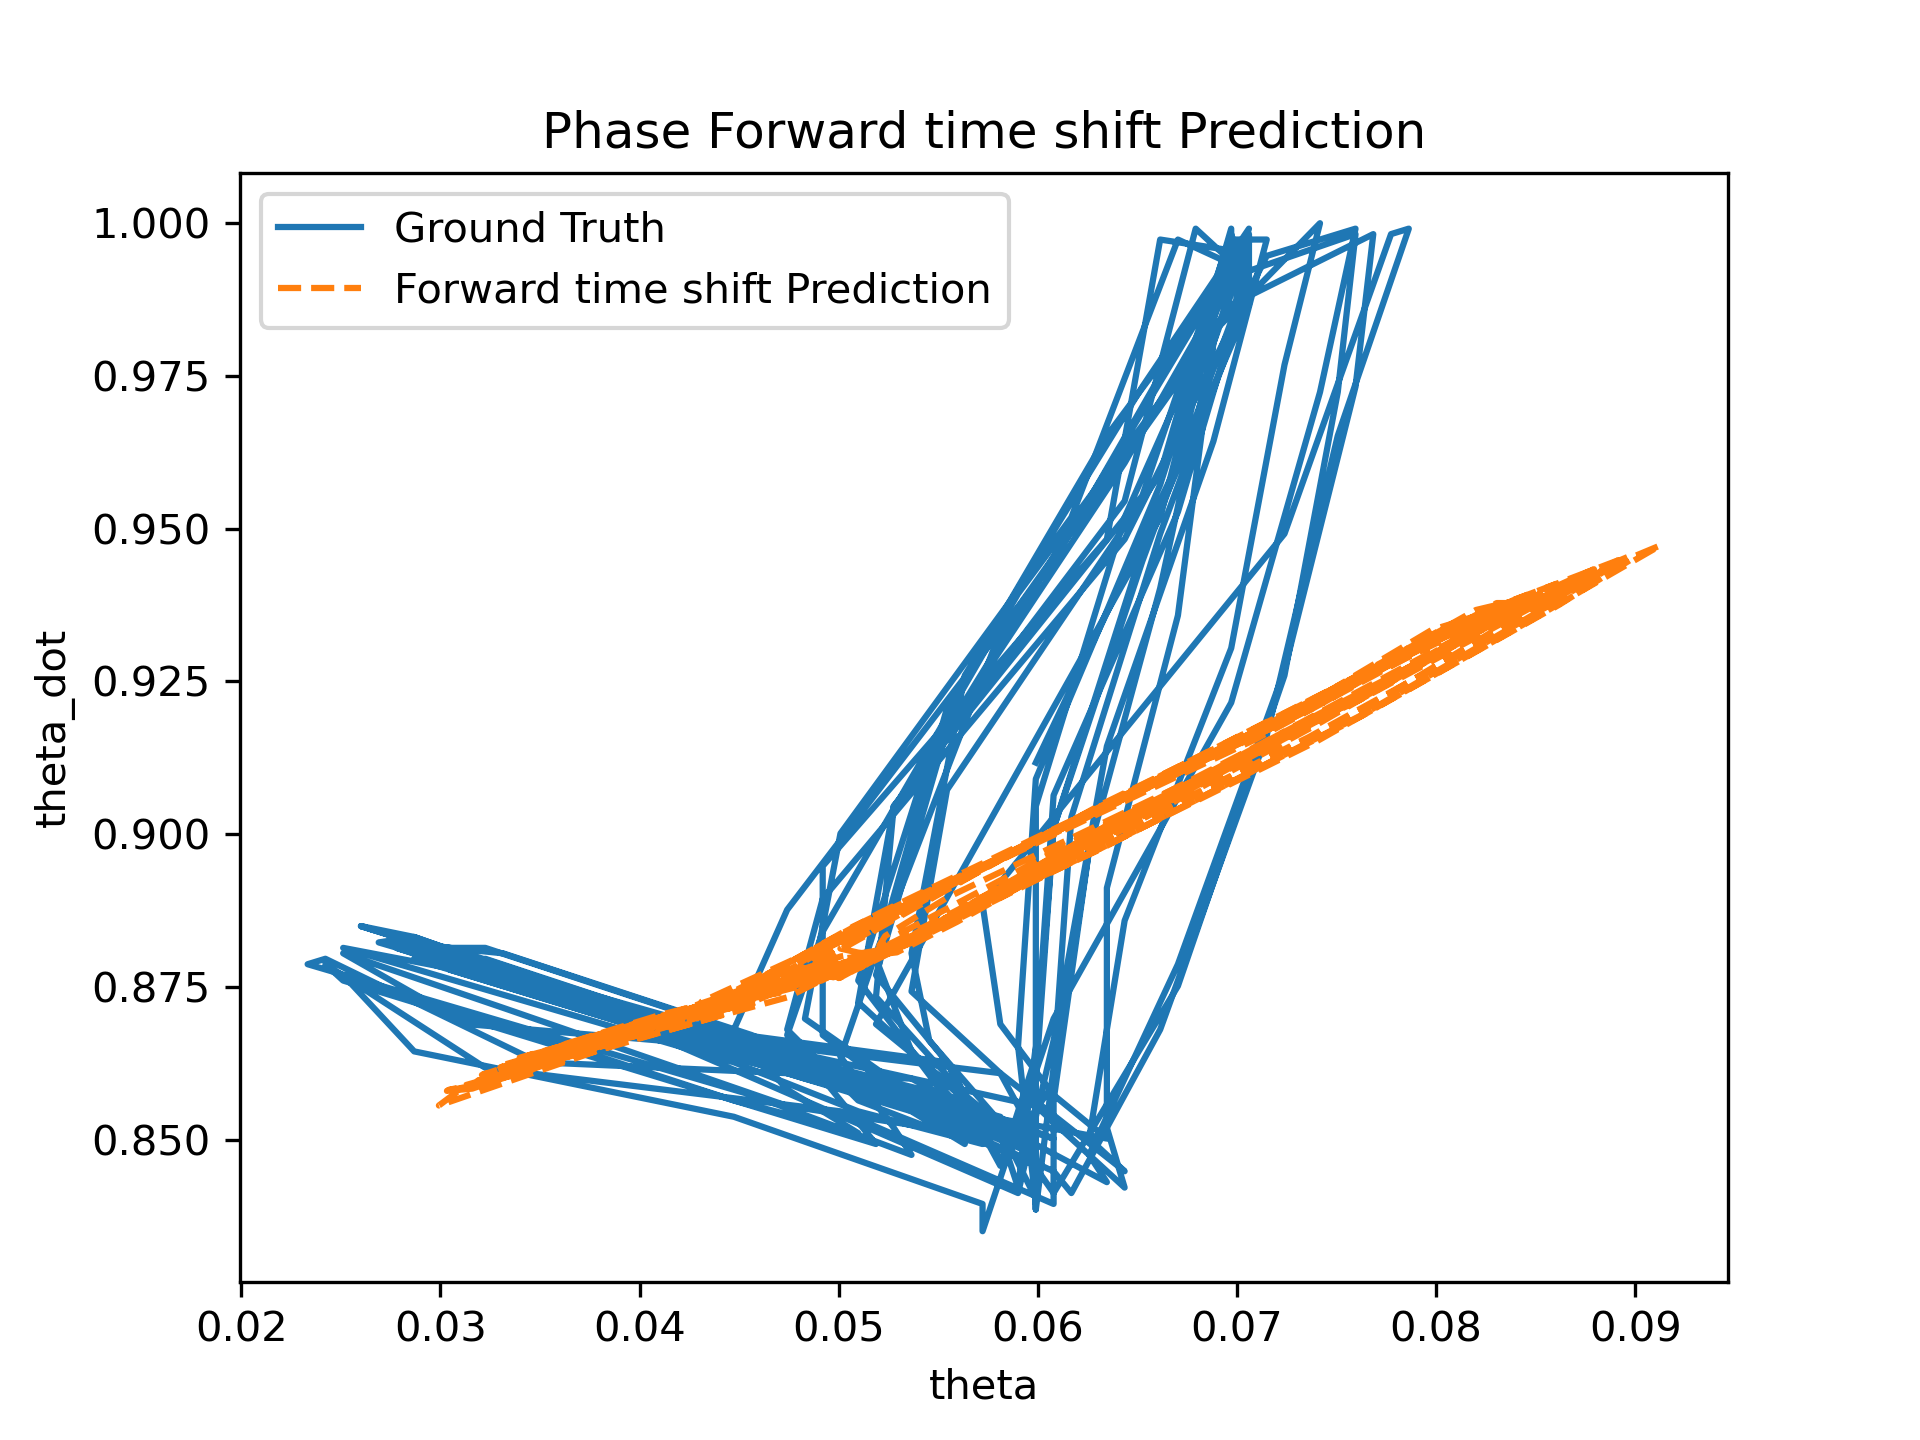 Phase Forward time shift Prediction
Ground Truth
Forward time shift Prediction
1.000
0.975
0.950
0.925
0.900
0.875
0.850
theta_dot
0.02 0.03 0.04 0.05 0.06 0.07 0.08 0.09
theta